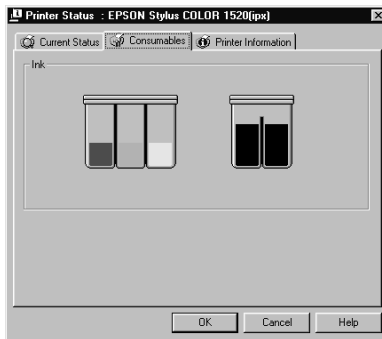 Printer Status : EPSON Stylus COLOR 1520(ipx)
Current Status Consumables Printer Information
Ink
OK Cancel Help